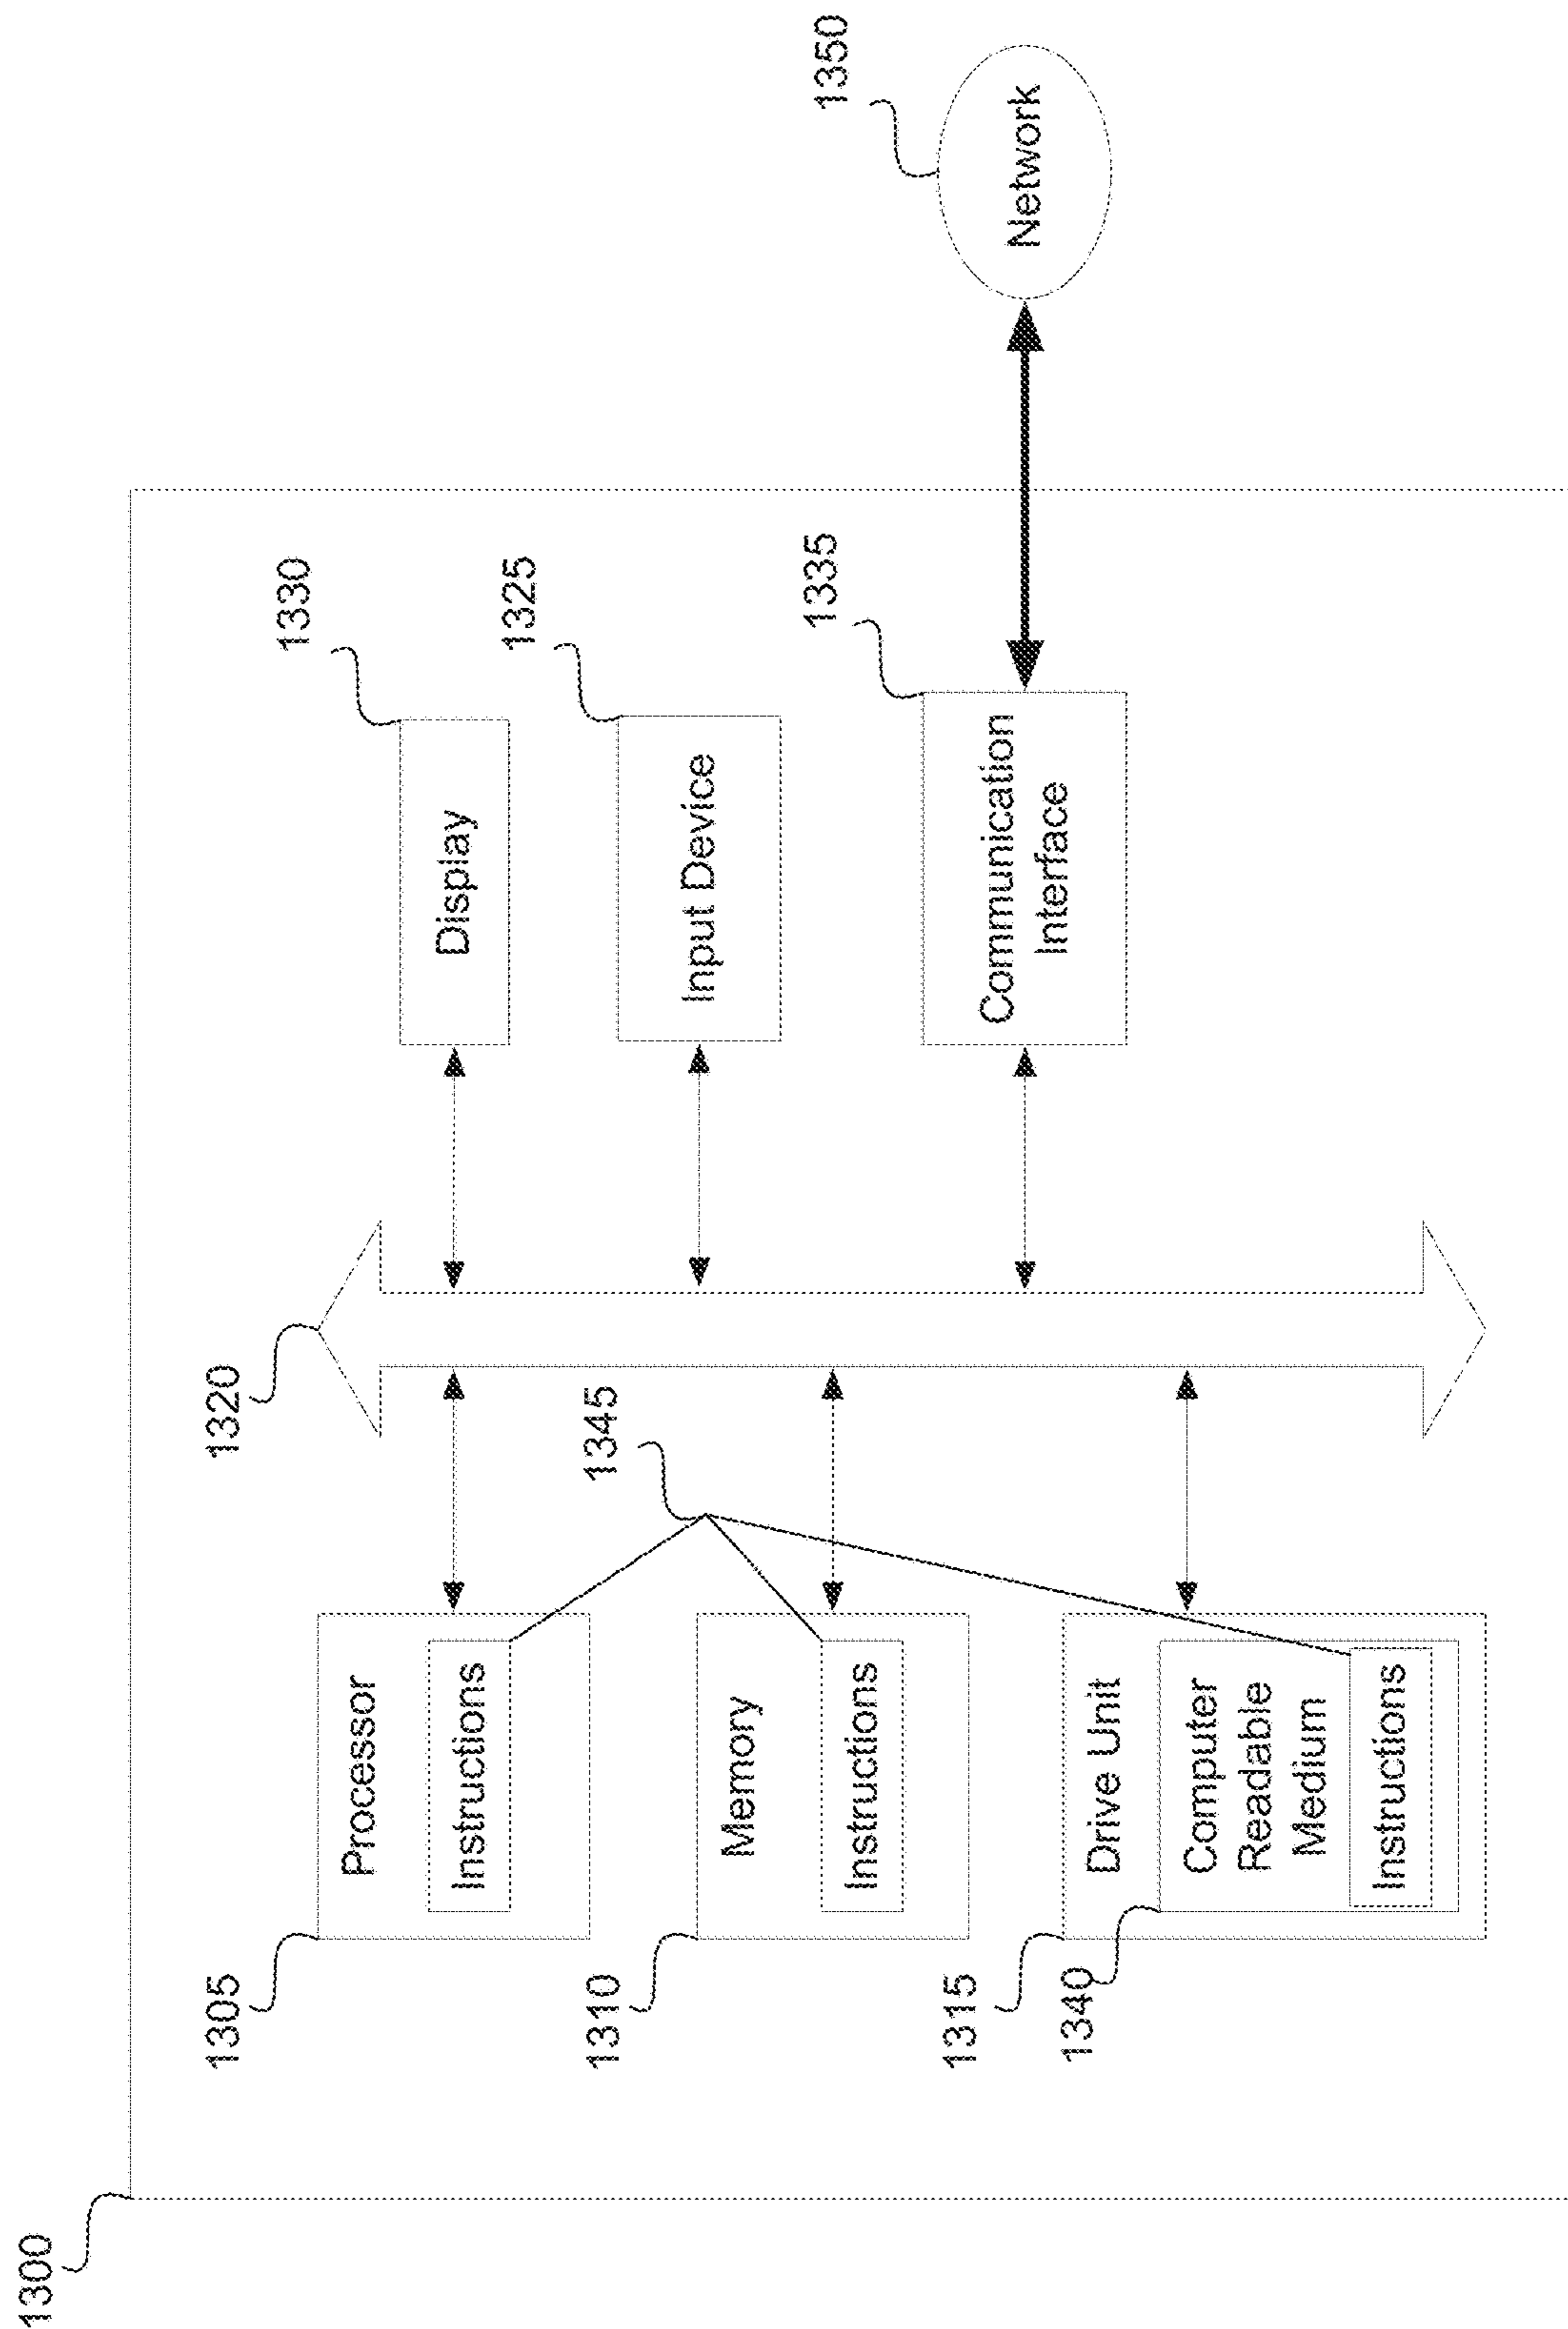 1300
1305
Processor
Instructions
1320
1330
Display
1310
Memory
Instructions
1345
1325
Input Device
1315
Drive Unit
1340
Computer
Readable
Medium
Instructions
1335
Communication
Interface
1350
Network